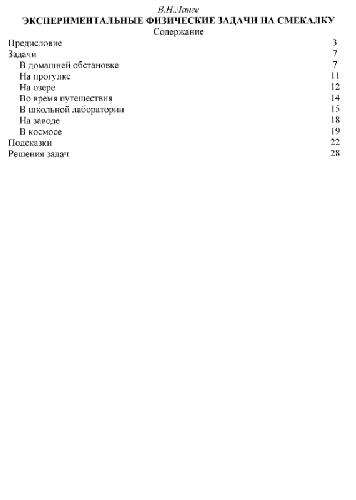 В.Н.Ланге
ЭКСПЕРИМЕНТАЛЬНЫЕ ФИЗИЧЕСКИЕ ЗАДАЧИ НА СМЕКАЛКУ
Содержание
Предисловие 3
Задачи 7
В домашней обстановке 7
На прогулке 11
На озере 12
Во время путешествия 14
В школьной лаборатории 15
На заводе 18
В космосе 19
Подсказки 22
Решения задач 28